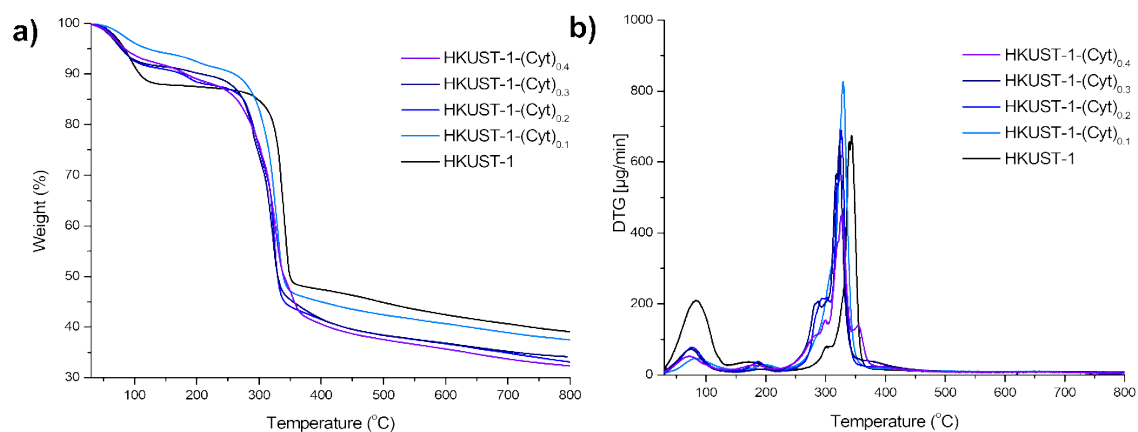 a)
100
90
80
70
60
50
40
30
Weight (%)
0
100
200
300
400
500
600
700
800
Temperature (°C)
HKUST-1-(Cyt)0.4
HKUST-1-(Cyt)0.3
HKUST-1-(Cyt)0.2
HKUST-1-(Cyt)0.1
HKUST-1
b)
1000
800
600
400
200
0
DTG [µg/min]
100
200
300
400
500
600
700
800
Temperature (°C)
HKUST-1-(Cyt)0.4
HKUST-1-(Cyt)0.3
HKUST-1-(Cyt)0.2
HKUST-1-(Cyt)0.1
HKUST-1